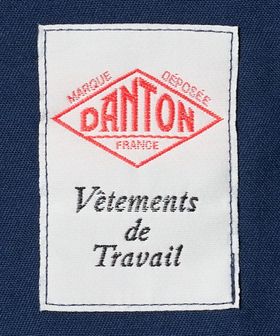 MARQUE DÉPOSÉE
DANTON
FRANCE
Vêtements
de
Travail